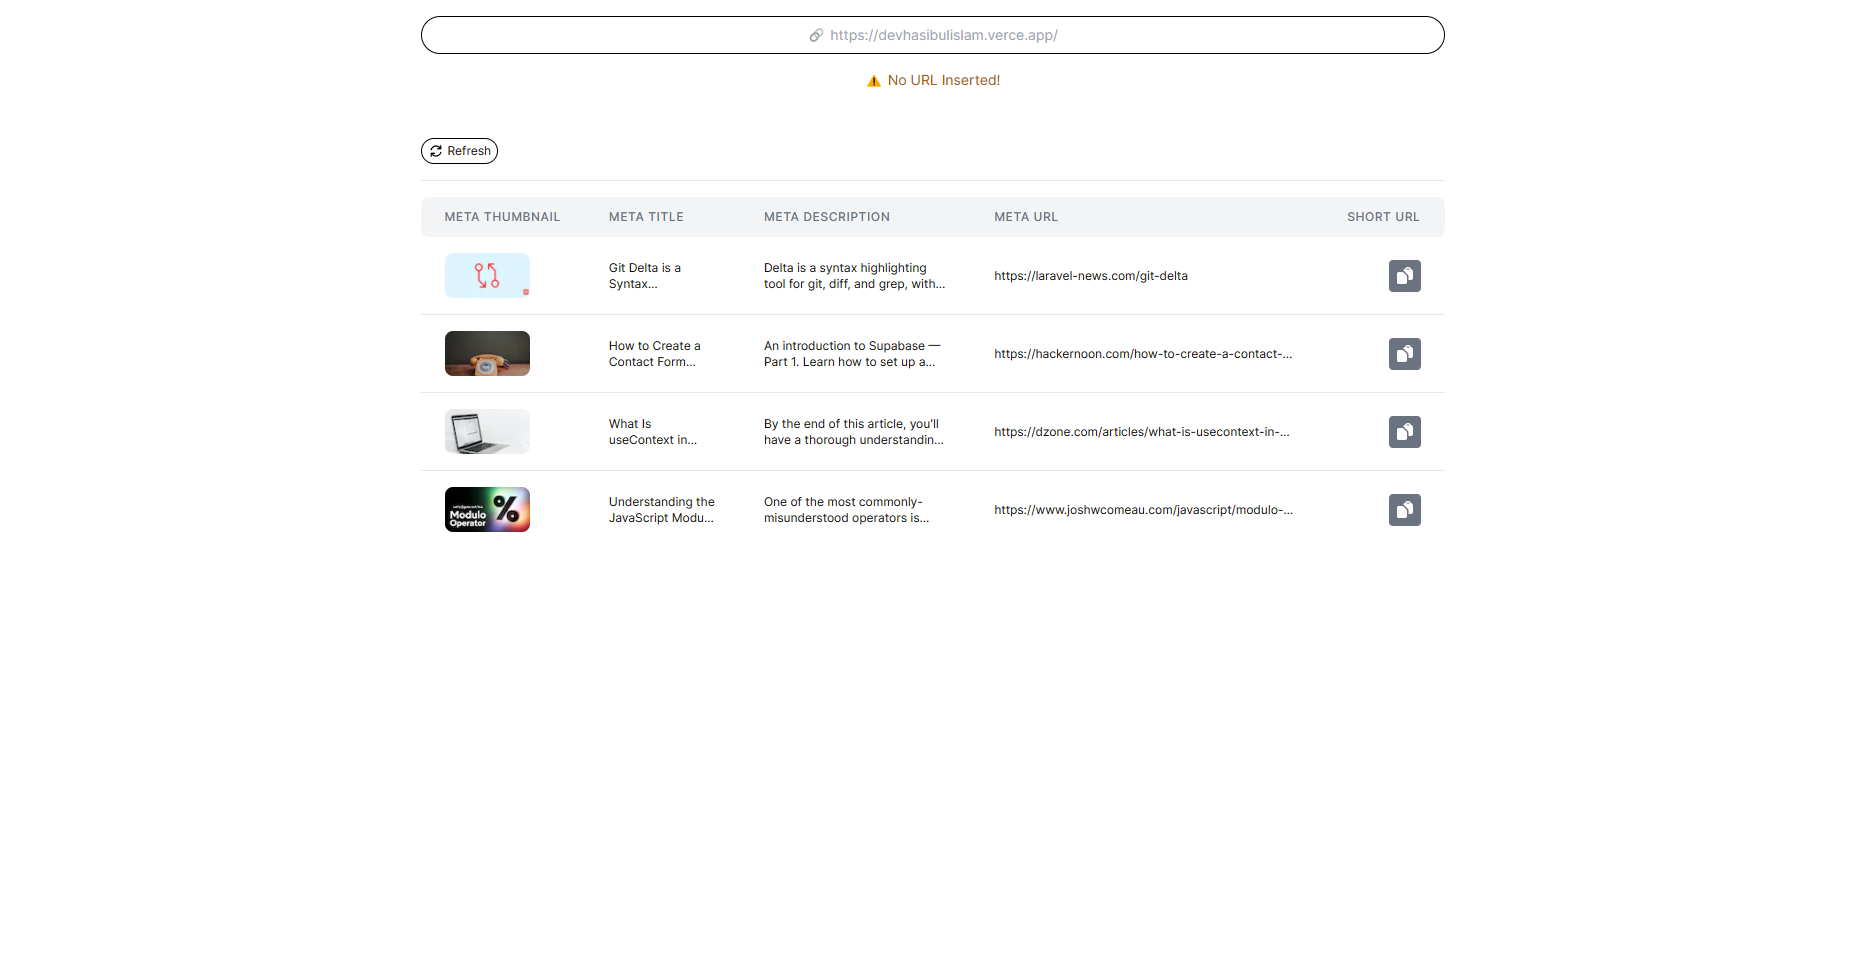 https://devhasibulislam.verce.app/
No URL Inserted!
Refresh
META THUMBNAIL META TITLE META DESCRIPTION META URL SHORT URL
Git Delta is a
Syntax...
Delta is a syntax highlighting
tool for git, diff, and grep, with...
https://laravel-news.com/git-delta
How to Create a
Contact Form...
An introduction to Supabase —
Part 1. Learn how to set up a...
https://hackernoon.com/how-to-create-a-contact-...
What Is
useContext in...
By the end of this article, you'll
have a thorough understandin...
https://dzone.com/articles/what-is-usecontext-in-...
Modulo
Operator
%
Understanding the
JavaScript Modu...
One of the most commonly-
misunderstood operators is...
https://www.joshwcomeau.com/javascript/modulo-...